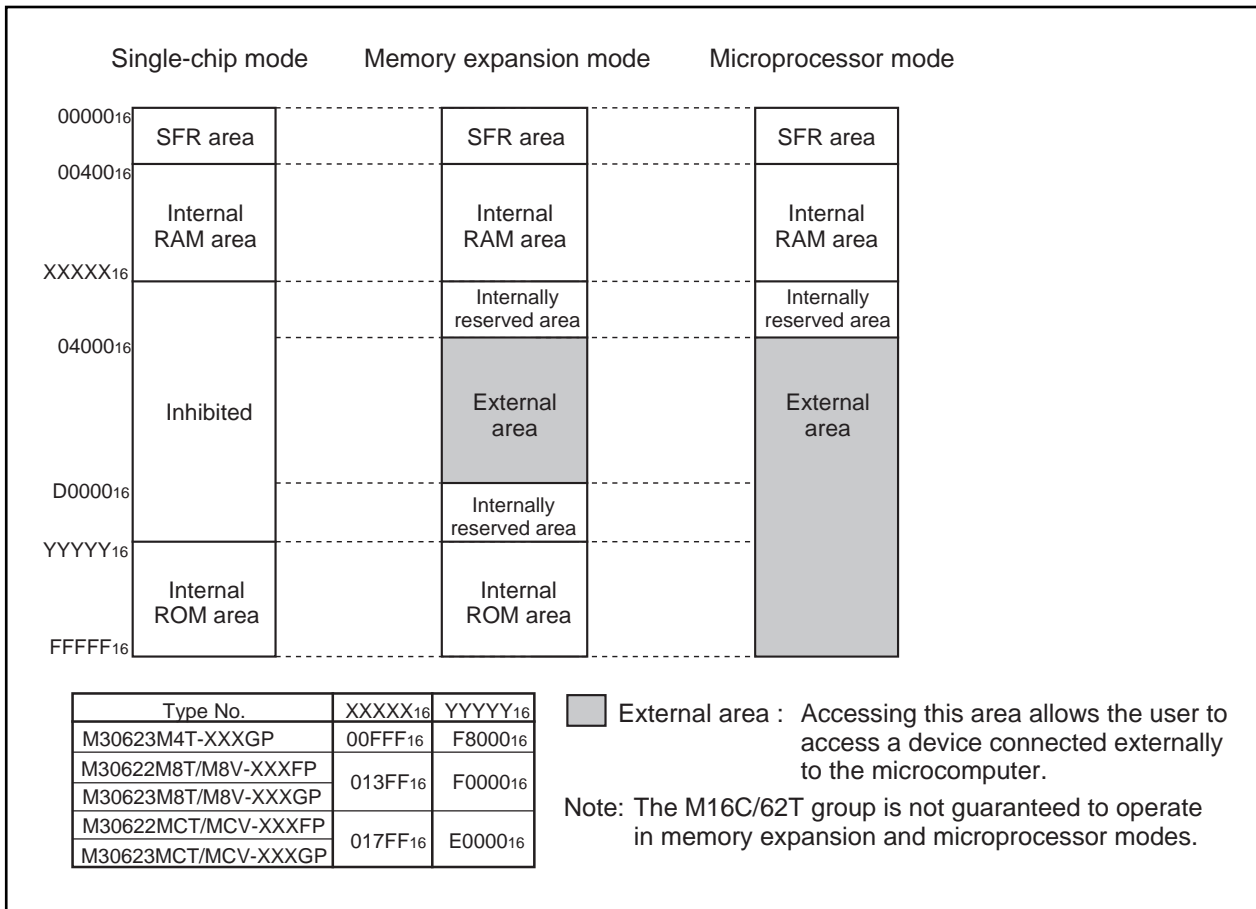 Single-chip mode
Memory expansion mode
Microprocessor mode
0000016
SFR area
SFR area
SFR area
0040016
Internal
RAM area
Internal
RAM area
Internal
RAM area
XXXXX16
Internally
reserved area
Internally
reserved area
0400016
Inhibited
External
area
External
area
D000016
Internally
reserved area
YYYYY16
Internal
ROM area
Internal
ROM area
FFFFF16
Type No. XXXXX16 YYYYY16
M30623M4T-XXXGP 00FFF16 F800016
M30622M8T/M8V-XXXFP
013FF16 F000016
M30623M8T/M8V-XXXGP
M30622MCT/MCV-XXXFP
017FF16 E000016
M30623MCT/MCV-XXXGP
External area : Accessing this area allows the user to
access a device connected externally
to the microcomputer.
Note: The M16C/62T group is not guaranteed to operate
in memory expansion and microprocessor modes.